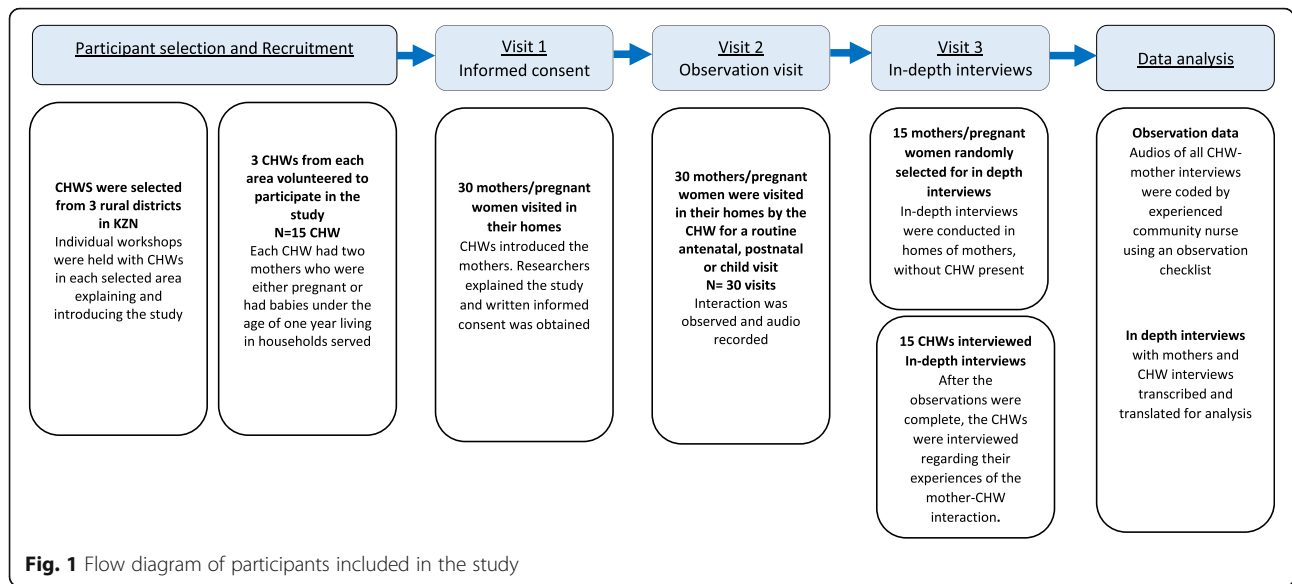 Participant selection and Recruitment
Visit 1
Informed consent
Visit 2
Observation visit
Visit 3
In-depth interviews
Data analysis
CHWS were selected
from 3 rural districts
in KZN
Individual workshops
were held with CHWs
in each selected area
explaining and
introducing the study
3 CHWs from each
area volunteered to
participate in the
study
N=15 CHW
Each CHW had two
mothers who were
either pregnant or
had babies under the
age of one year living
in households served
30 mothers/pregnant
women visited in
their homes
CHWs introduced the
mothers. Researchers
explained the study
and written informed
consent was obtained
30 mothers/pregnant
women were visited
in their homes by the
CHW for a routine
antenatal, postnatal
or child visit
N= 30 visits
Interaction was
observed and audio
recorded
15 mothers/pregnant
women randomly
selected for in depth
interviews
In-depth interviews
were conducted in
homes of mothers,
without CHW present
15 CHWs interviewed
In-depth interviews
After the
observations were
complete, the CHWs
were interviewed
regarding their
experiences of the
mother-CHW
interaction.
Observation data
Audios of all CHW-
mother interviews
were coded by
experienced
community nurse
using an observation
checklist
In depth interviews
with mothers and
CHW interviews
transcribed and
translated for analysis
Fig. 1 Flow diagram of participants included in the study